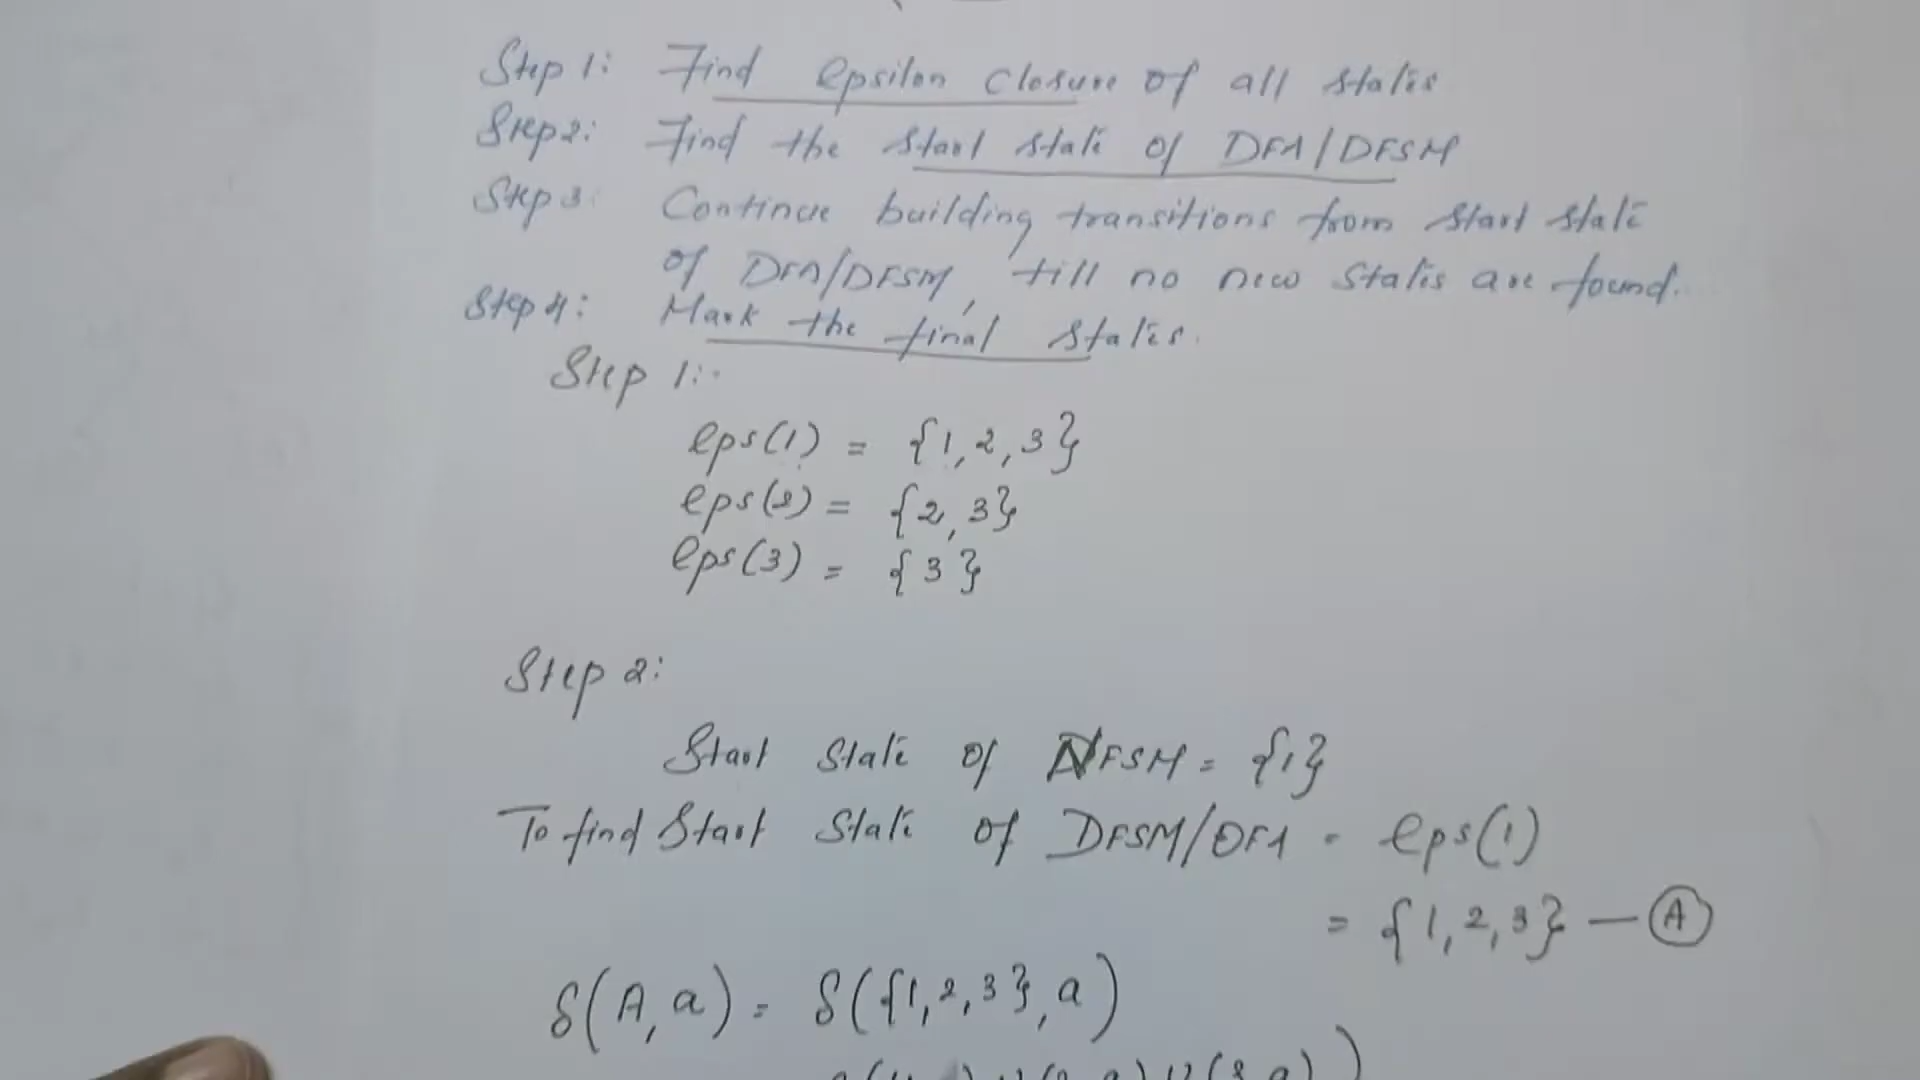 Step 1: Find epsilon closure of all states
Step 2: Find the start state of DFA/DFSM
Step 3: Continue building transitions from start state
of DFA/DFSM, till no new states are found.
Step 4: Mark the final states.
Step 1:-
eps(1) = {1,2,3}
eps(2) = {2,3}
eps(3) = {3}
Step 2:
Start State of NFSM = {1}
To find Start State of DFSM/DFA = eps(1)
= {1,2,3} — A
δ(A,a) = δ({1,2,3},a)